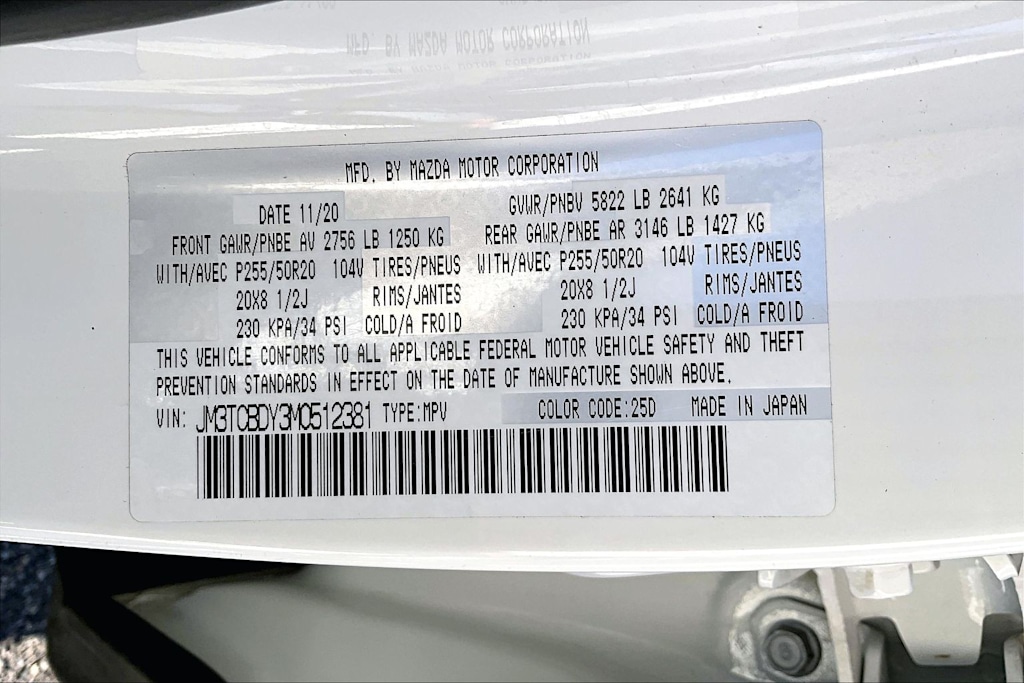 MFD. BY MAZDA MOTOR CORPORATION
DATE 11/20 GVWR/PNBV 5822 LB 2641 KG
FRONT GAWR/PNBE AV 2756 LB 1250 KG REAR GAWR/PNBE AR 3146 LB 1427 KG
WITH/AVEC P255/50R20 104V TIRES/PNEUS WITH/AVEC P255/50R20 104V TIRES/PNEUS
20X8 1/2J RIMS/JANTES 20X8 1/2J RIMS/JANTES
230 KPA/34 PSI COLD/A FROID 230 KPA/34 PSI COLD/A FROID
THIS VEHICLE CONFORMS TO ALL APPLICABLE FEDERAL MOTOR VEHICLE SAFETY AND THEFT
PREVENTION STANDARDS IN EFFECT ON THE DATE OF MANUFACTURE SHOWN ABOVE.
VIN: JM3TCBDY3M0512381 TYPE:MPV COLOR CODE:25D MADE IN JAPAN